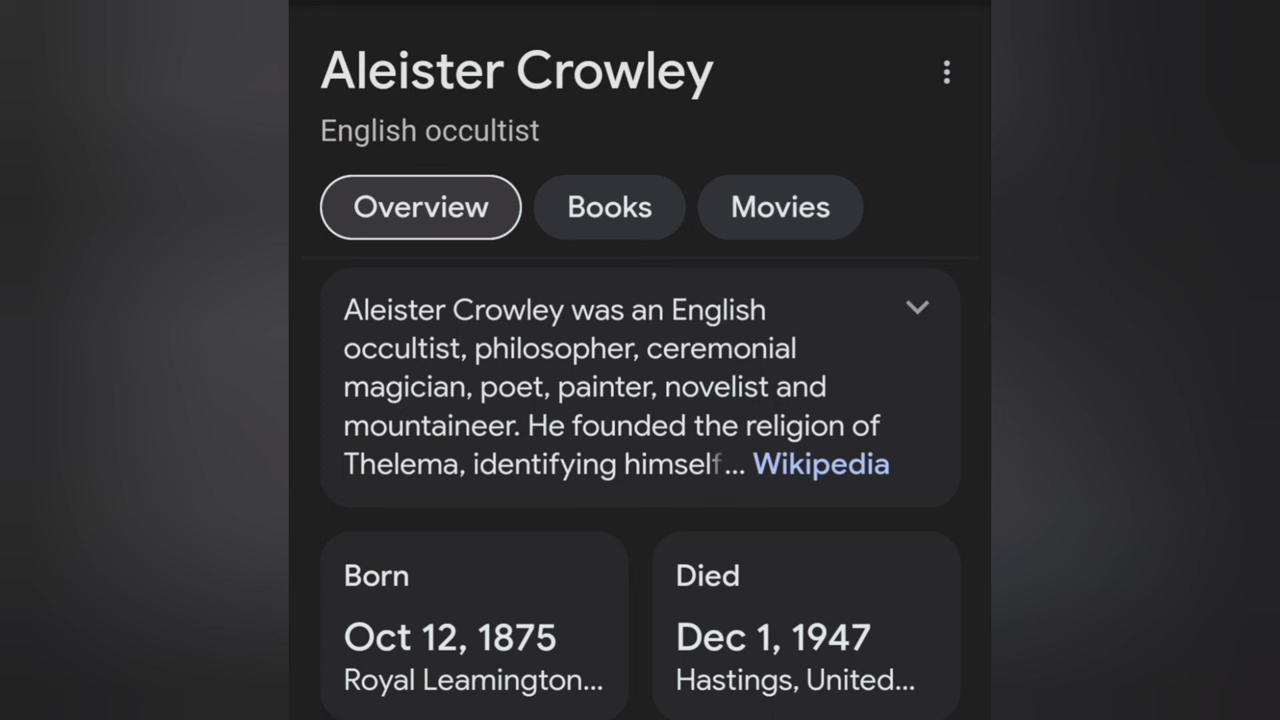 Aleister Crowley
English occultist
Overview Books Movies
Aleister Crowley was an English
occultist, philosopher, ceremonial
magician, poet, painter, novelist and
mountaineer. He founded the religion of
Thelema, identifying himself... Wikipedia
Born
Oct 12, 1875
Royal Leamington...
Died
Dec 1, 1947
Hastings, United...